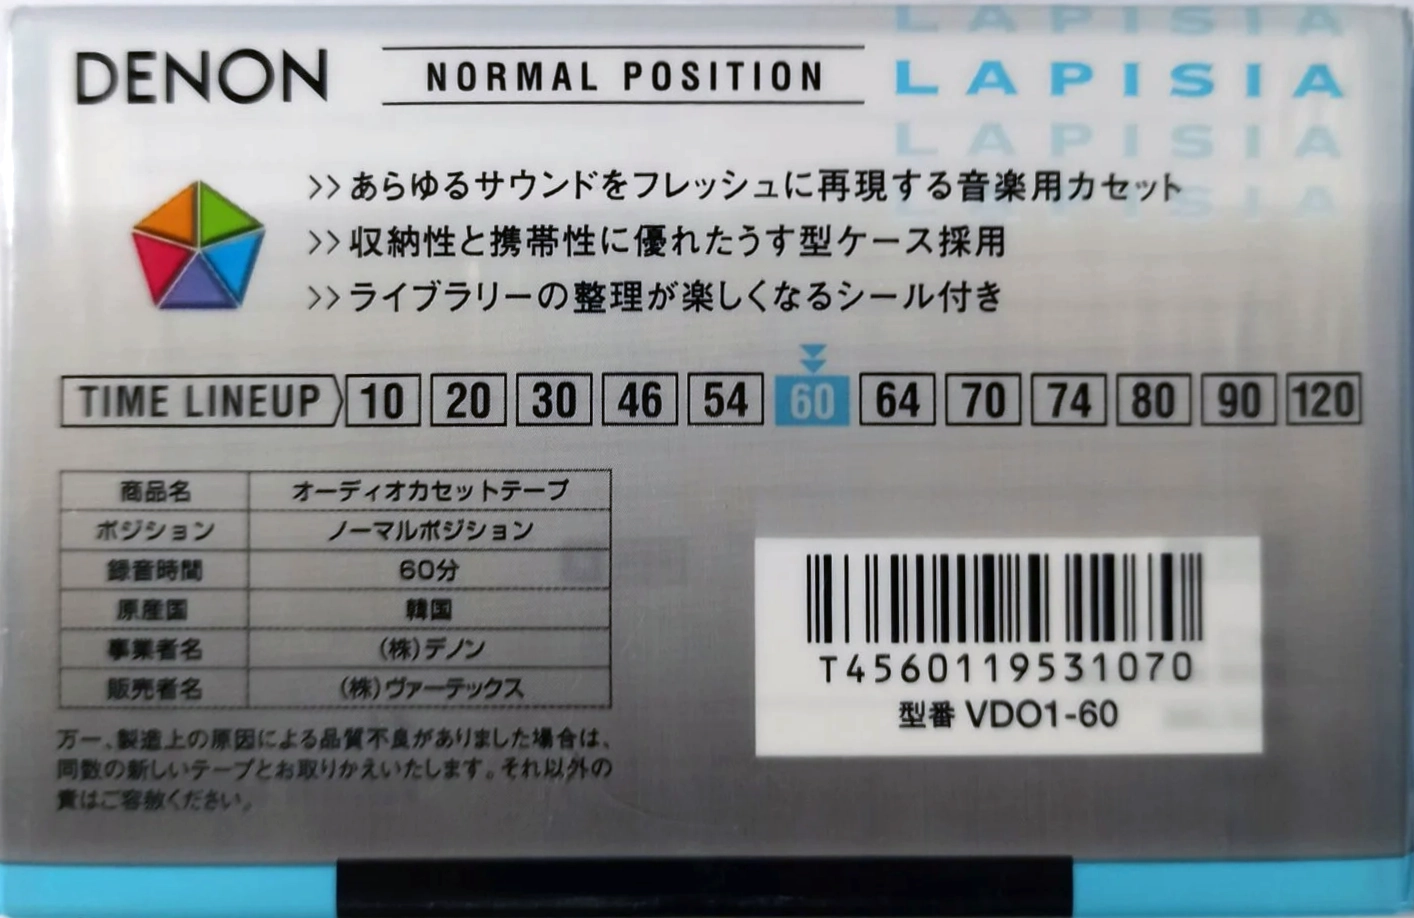 LAPISIA
DENON NORMAL POSITION LAPISIA
LAPISIA
>> あらゆるサウンドをフレッシュに再現する音楽用カセット
LAPISIA
>> 収納性と携帯性に優れたうす型ケース採用
>> ライブラリーの整理が楽しくなるシール付き
TIME LINEUP 10 20 30 46 54 60 64 70 74 80 90 120
商品名 オーディオカセットテープ
ポジション ノーマルポジション
録音時間 60分
原産国 韓国
事業者名 (株)デノン
販売者名 (株)ヴァーテックス
万一、製造上の原因による品質不良がありました場合は、
同数の新しいテープとお取りかえいたします。それ以外の
責はご容赦ください。
T4560119531070
型番 VDO1-60